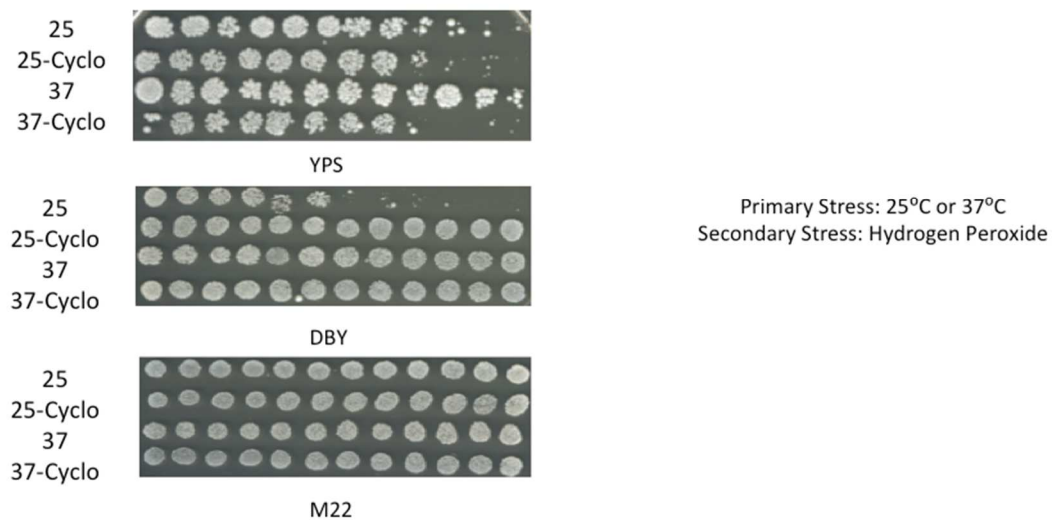 25
25-Cyclo
37
37-Cyclo
YPS
25
25-Cyclo
37
37-Cyclo
DBY
25
25-Cyclo
37
37-Cyclo
M22
Primary Stress: 25°C or 37°C
Secondary Stress: Hydrogen Peroxide